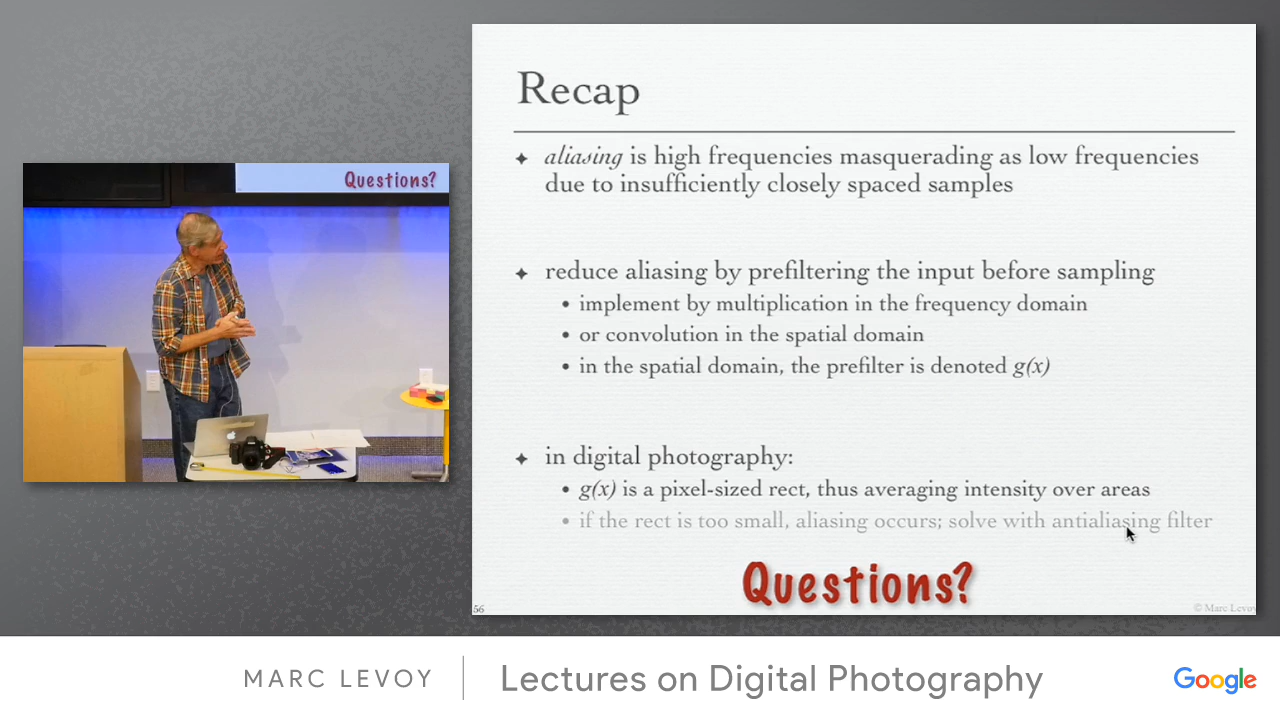 Questions?
Recap
✦ aliasing is high frequencies masquerading as low frequencies
due to insufficiently closely spaced samples
✦ reduce aliasing by prefiltering the input before sampling
• implement by multiplication in the frequency domain
• or convolution in the spatial domain
• in the spatial domain, the prefilter is denoted g(x)
✦ in digital photography:
• g(x) is a pixel-sized rect, thus averaging intensity over areas
• if the rect is too small, aliasing occurs; solve with antialiasing filter
Questions?
56
© Marc Levoy
MARC LEVOY
Lectures on Digital Photography
Google